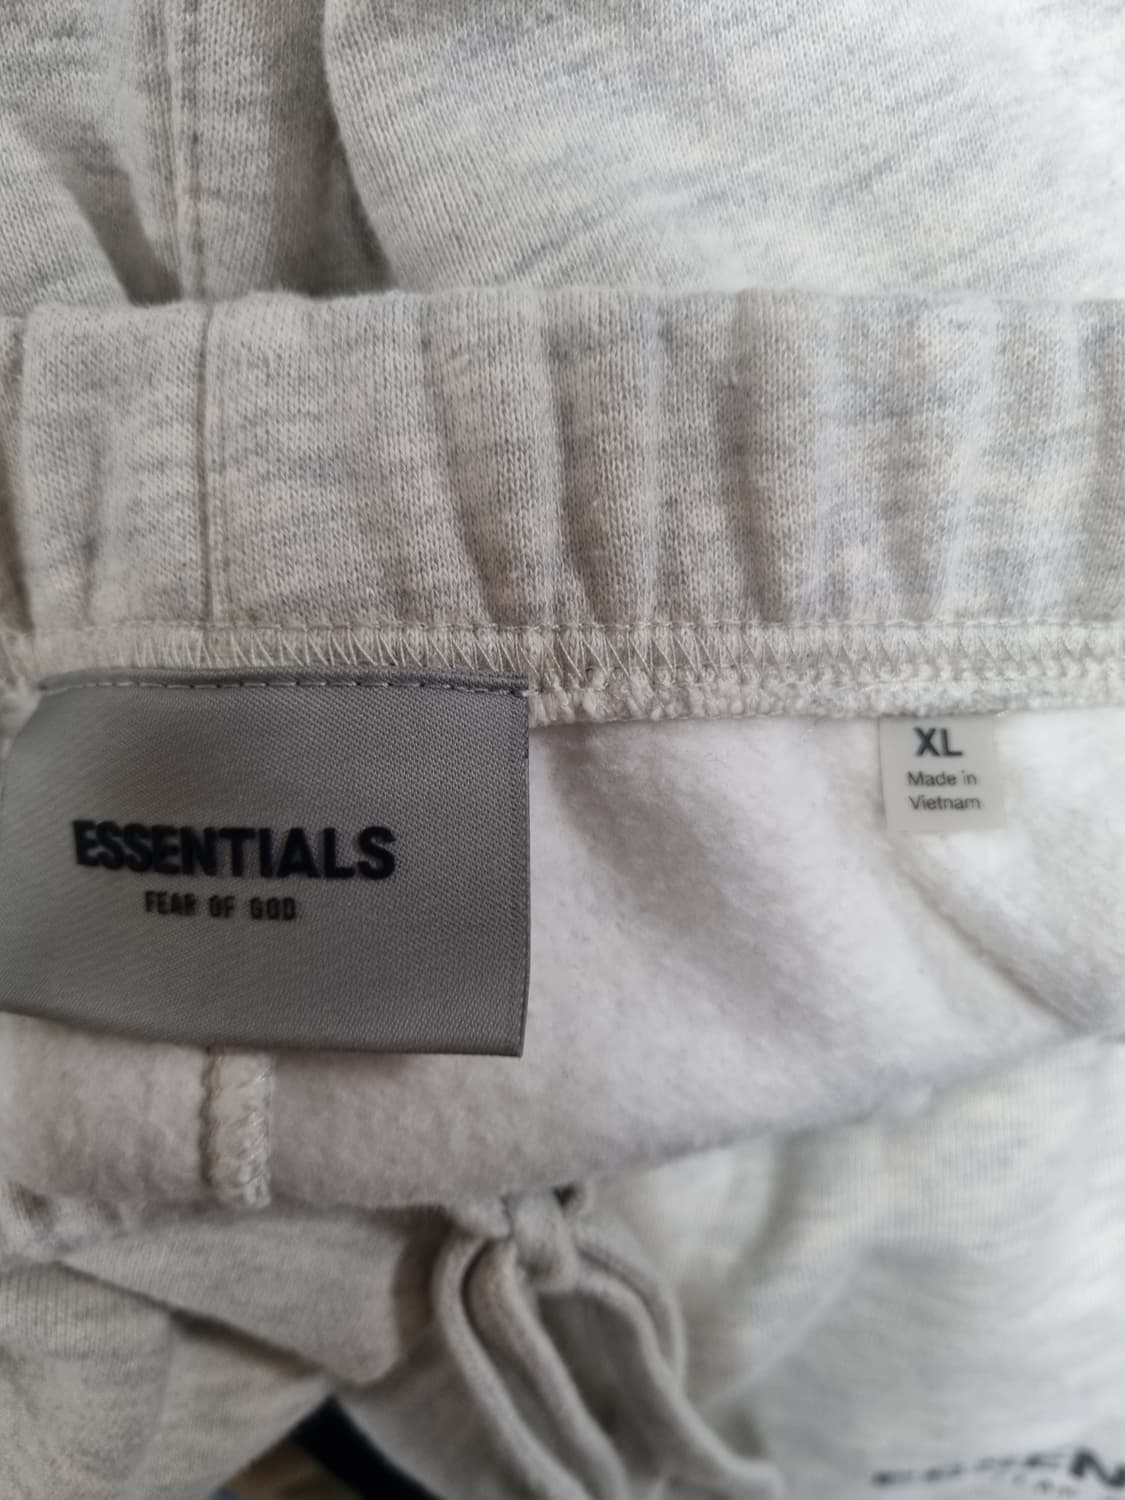 ESSENTIALS
FEAR OF GOD
XL
Made in
Vietnam